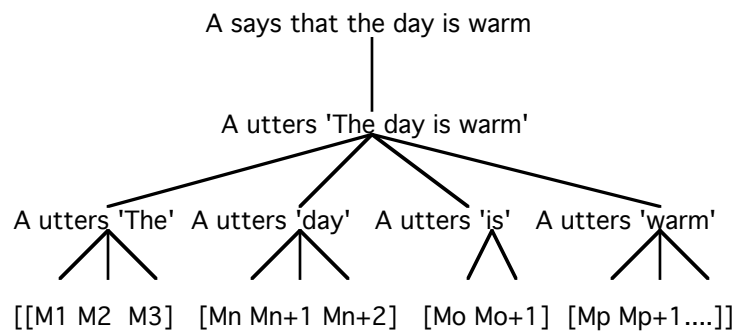 A says that the day is warm
A utters 'The day is warm'
A utters 'The' A utters 'day' A utters 'is' A utters 'warm'
[[M1 M2 M3] [Mn Mn+1 Mn+2] [Mo Mo+1] [Mp Mp+1....]]